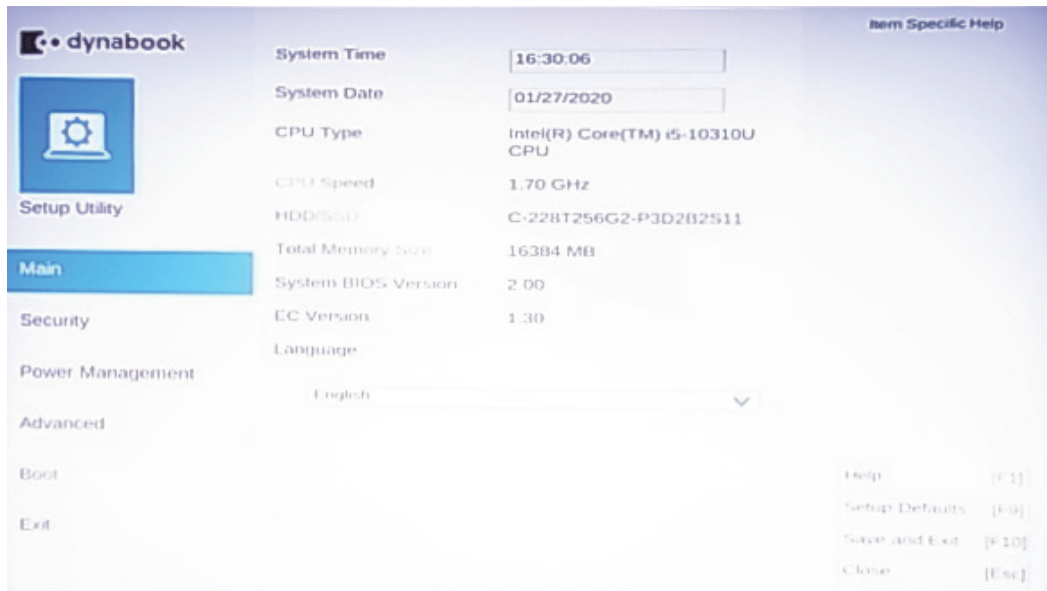 dynabook
Setup Utility
Main
Security
Power Management
Advanced
Boot
Exit
System Time 16:30:06
System Date 01/27/2020
CPU Type Intel(R) Core(TM) i5-10310U
CPU
CPU Speed 1.70 GHz
HDD/SSD C-228T256G2-P3D2B2S11
Total Memory Size 16384 MB
System BIOS Version 2.00
EC Version 1.30
Language
English
Item Specific Help
Help [F1]
Setup Defaults [F9]
Save and Exit [F10]
Close [Esc]